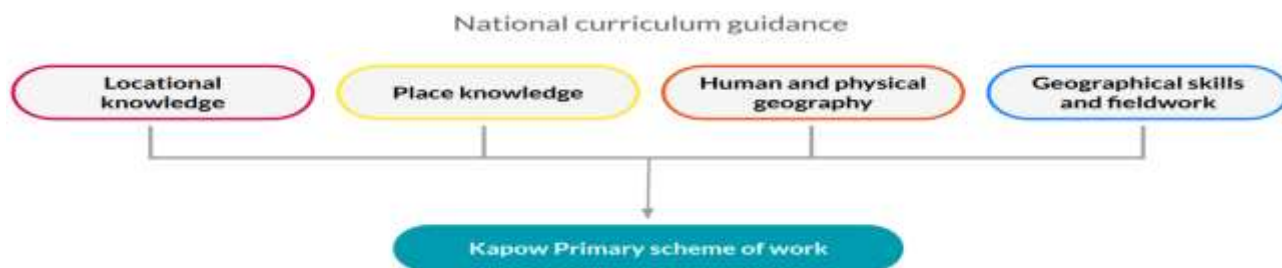 National curriculum guidance
Locational
knowledge
Place knowledge
Human and physical
geography
Geographical skills
and fieldwork
Kapow Primary scheme of work